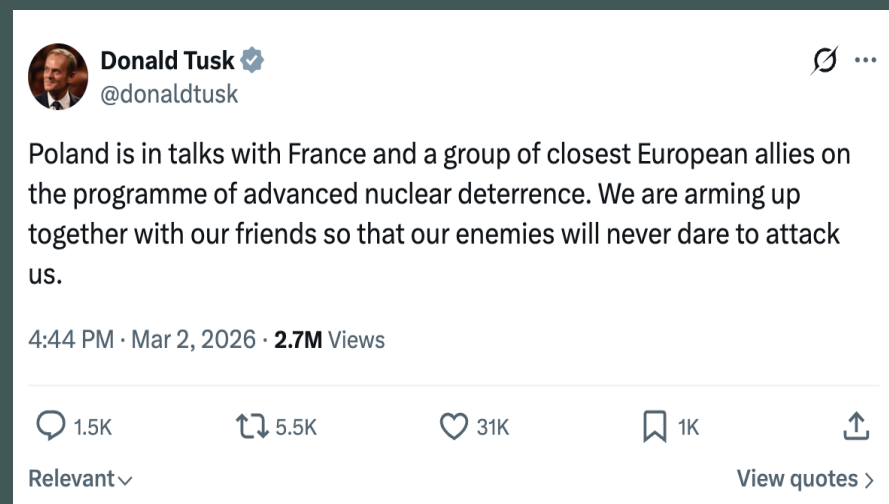 Donald Tusk
@donaldtusk
Poland is in talks with France and a group of closest European allies on
the programme of advanced nuclear deterrence. We are arming up
together with our friends so that our enemies will never dare to attack
us.
4:44 PM · Mar 2, 2026 · 2.7M Views
1.5K 5.5K 31K 1K
Relevant View quotes